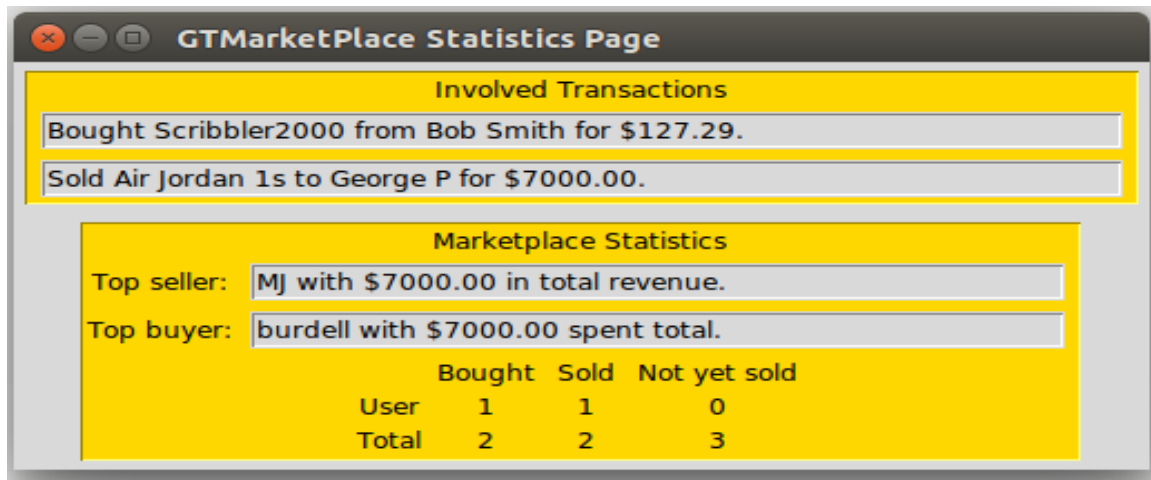 GTMarketPlace Statistics Page
Involved Transactions
Bought Scribbler2000 from Bob Smith for $127.29.
Sold Air Jordan 1s to George P for $7000.00.
Marketplace Statistics
Top seller: MJ with $7000.00 in total revenue.
Top buyer: burdell with $7000.00 spent total.
Bought Sold Not yet sold
User 1 1 0
Total 2 2 3